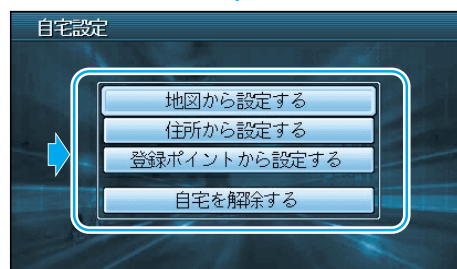 自宅設定
地図から設定する
住所から設定する
登録ポイントから設定する
自宅を解除する